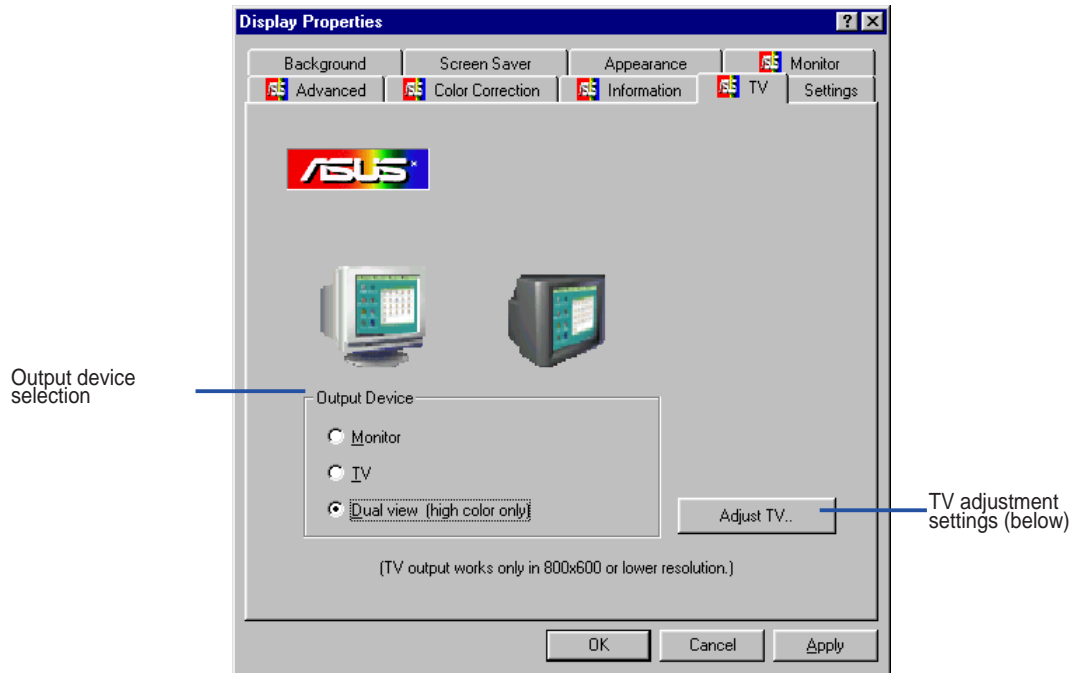 Display Properties
Background Screen Saver Appearance Monitor
Advanced Color Correction Information TV Settings
ASUS
Output device
selection
Output Device
Monitor
TV
Dual view (high color only)
Adjust TV..
TV adjustment
settings (below)
(TV output works only in 800x600 or lower resolution.)
OK Cancel Apply